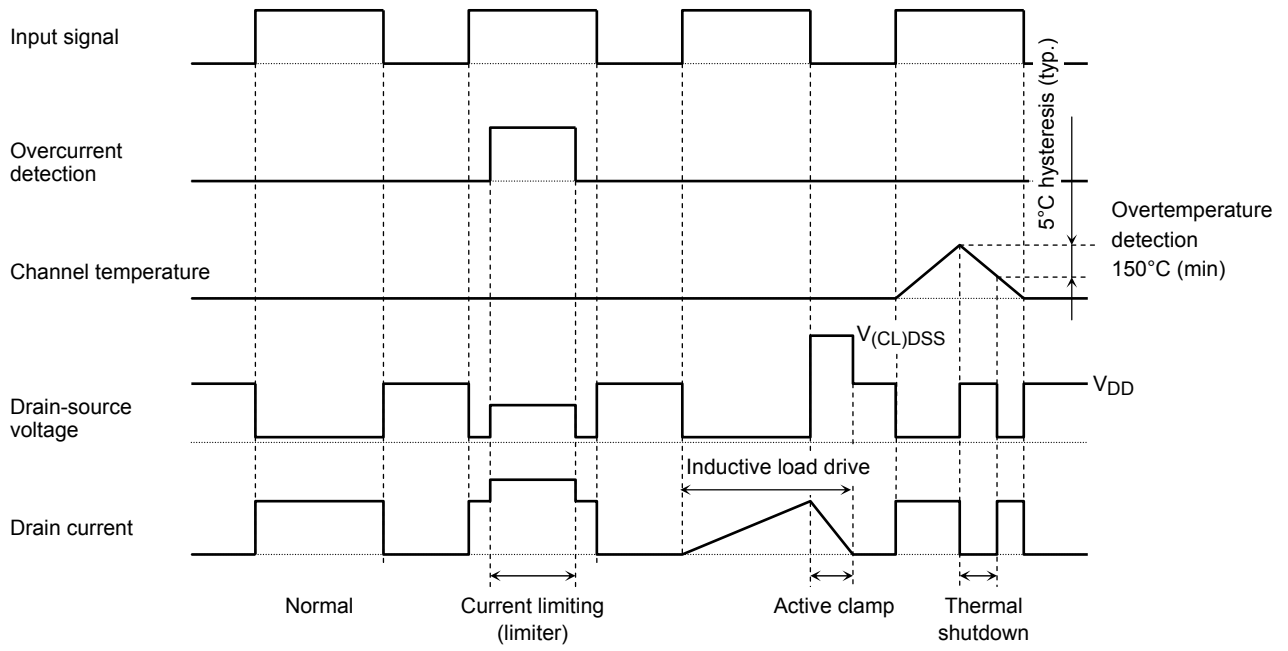 Input signal
Overcurrent
detection
5°C hysteresis (typ.)
Overtemperature
detection
150°C (min)
Channel temperature
V(CL)DSS
VDD
Drain-source
voltage
Inductive load drive
Drain current
Normal
Current limiting
(limiter)
Active clamp
Thermal
shutdown